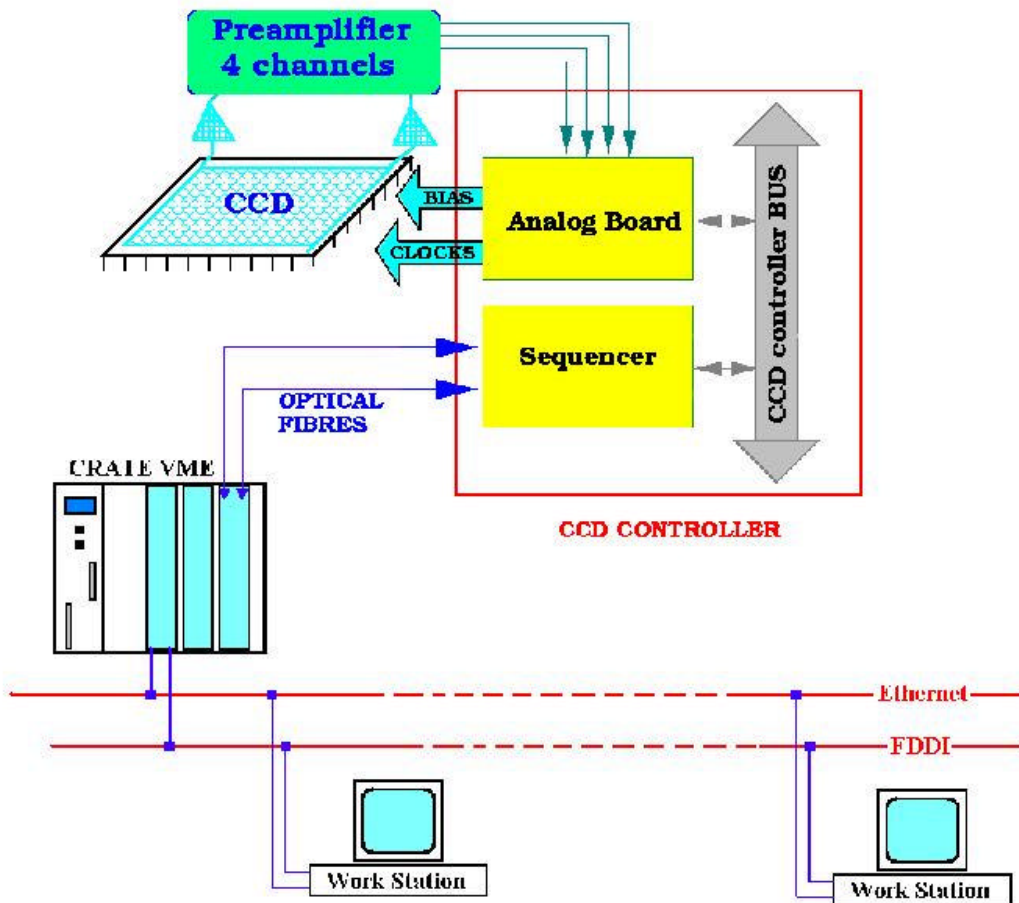 Preamplifier
4 channels
CCD
BIAS
CLOCKS
Analog Board
Sequencer
CCD controller BUS
OPTICAL
FIBRES
CRATE VME
CCD CONTROLLER
Ethernet
FDDI
Work Station
Work Station